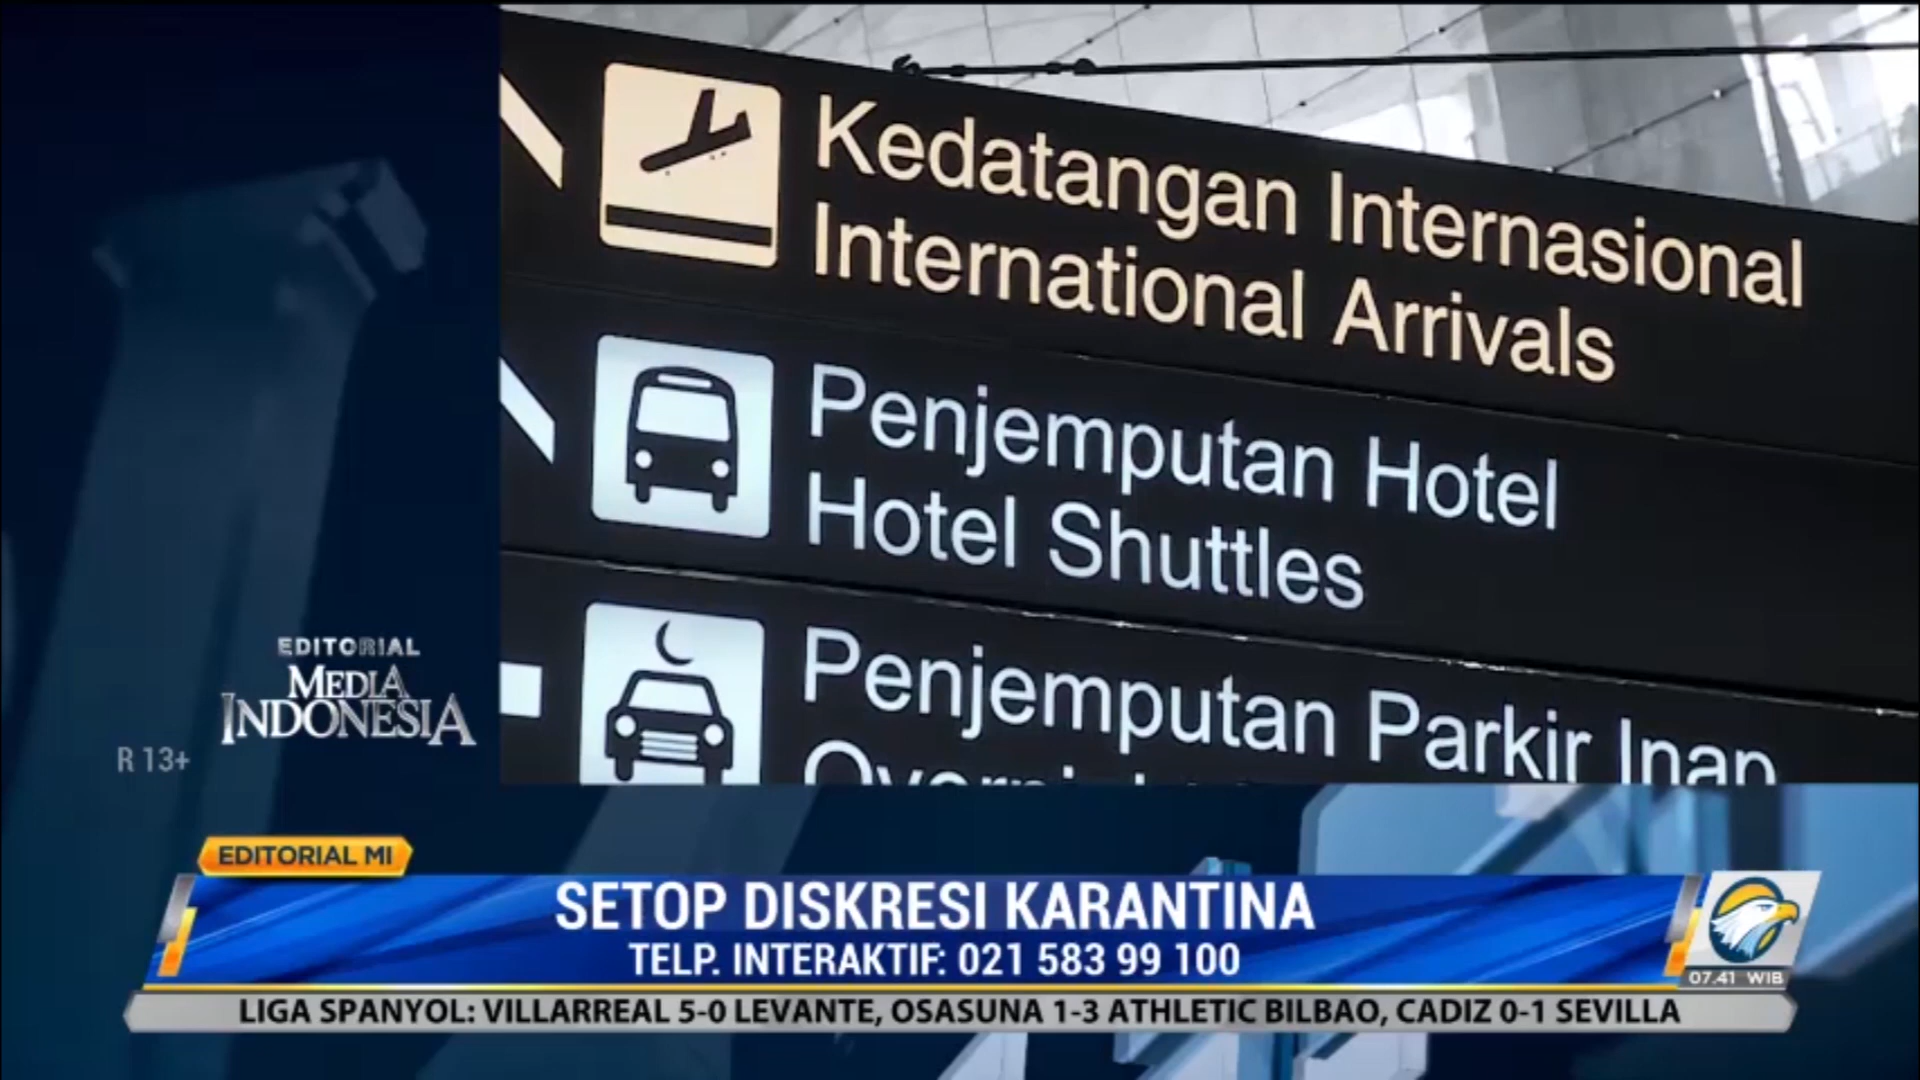 Kedatangan Internasional
International Arrivals
Penjemputan Hotel
Hotel Shuttles
Penjemputan Parkir Inap
EDITORIAL
MEDIA
INDONESIA
R 13+
EDITORIAL MI
SETOP DISKRESI KARANTINA
TELP. INTERAKTIF: 021 583 99 100
07.41 WIB
LIGA SPANYOL: VILLARREAL 5-0 LEVANTE, OSASUNA 1-3 ATHLETIC BILBAO, CADIZ 0-1 SEVILLA